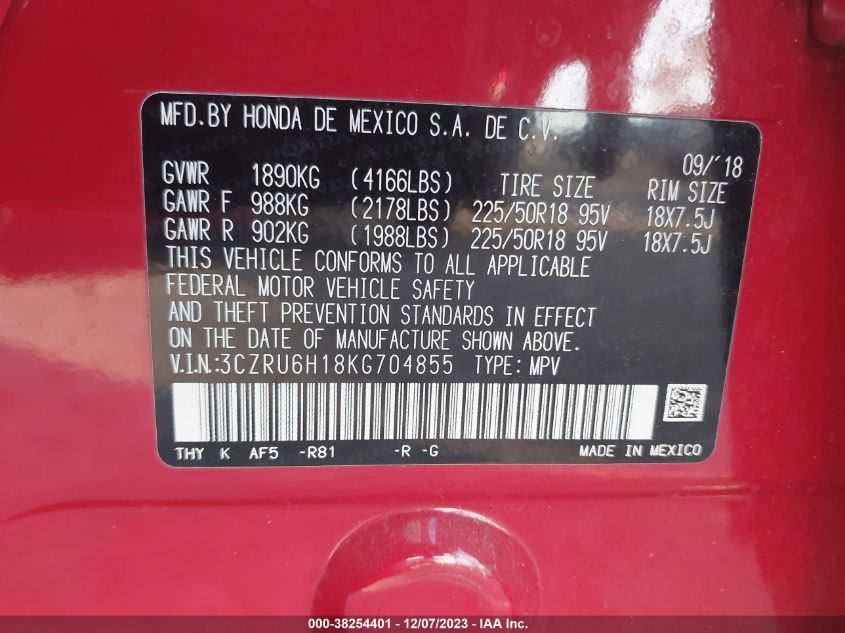 MFD.BY HONDA DE MEXICO S.A. DE C.V.
09/'18
GVWR 1890KG (4166LBS) TIRE SIZE RIM SIZE
GAWR F 988KG (2178LBS) 225/50R18 95V 18X7.5J
GAWR R 902KG (1988LBS) 225/50R18 95V 18X7.5J
THIS VEHICLE CONFORMS TO ALL APPLICABLE
FEDERAL MOTOR VEHICLE SAFETY
AND THEFT PREVENTION STANDARDS IN EFFECT
ON THE DATE OF MANUFACTURE SHOWN ABOVE.
V.I.N.:3CZRU6H18KG704855 TYPE: MPV
THY K AF5 -R81 -R -G MADE IN MEXICO
000-38254401 - 12/07/2023 - IAAI.COM